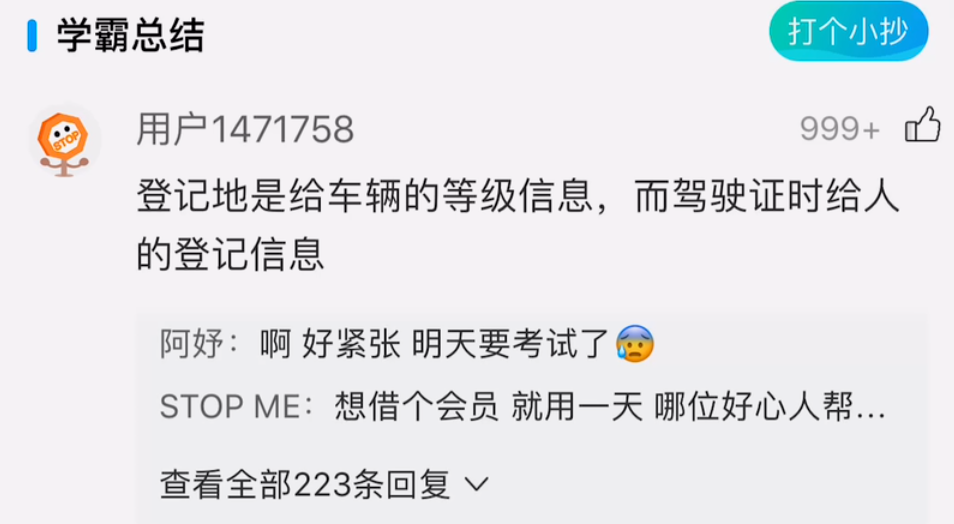 学霸总结
打个小抄
STOP
用户1471758
999+
登记地是给车辆的等级信息，而驾驶证时给人
的登记信息
阿妤：啊 好紧张 明天要考试了😰
STOP ME：想借个会员 就用一天 哪位好心人帮...
查看全部223条回复